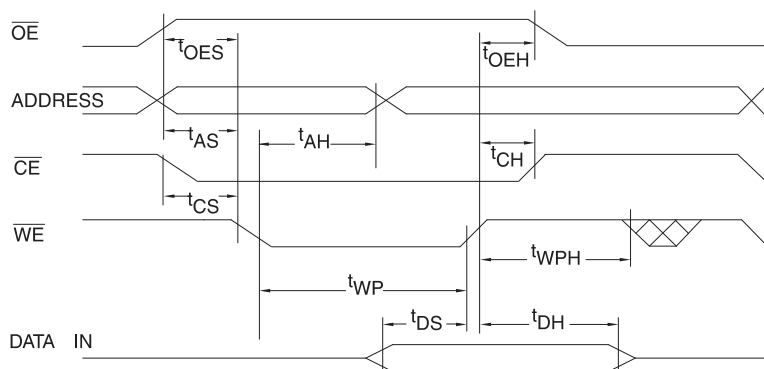 OE
tOES
tOEH
ADDRESS
tAS
tAH
tCH
CE
tCS
WE
tWPH
tWP
tDS
tDH
DATA IN